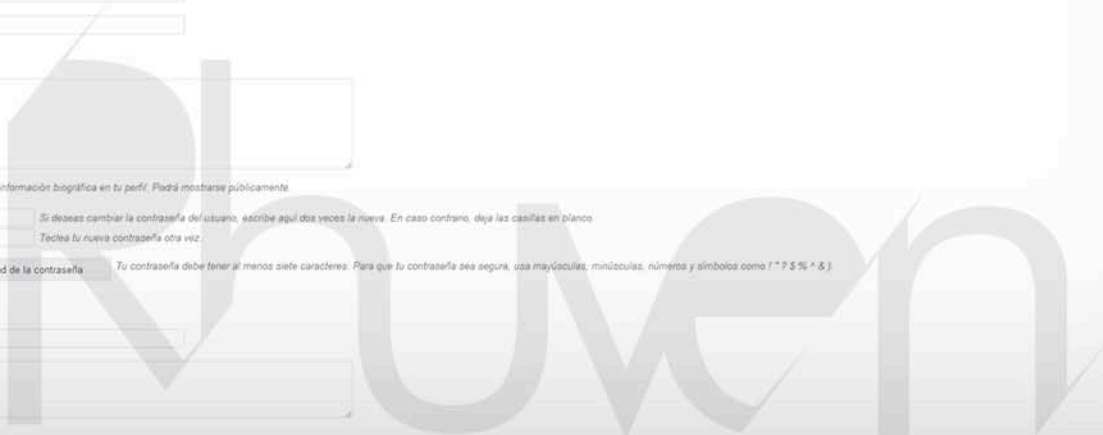 información biográfica en tu perfil. Podrá mostrarse públicamente.
Si deseas cambiar la contraseña del usuario, escribe aquí dos veces la nueva. En caso contrario, deja las casillas en blanco.
Teclea tu nueva contraseña otra vez.
d de la contraseña
Tu contraseña debe tener al menos siete caracteres. Para que tu contraseña sea segura, usa mayúsculas, minúsculas, números y símbolos como ! " ? $ % ^ & ).
Rhuven